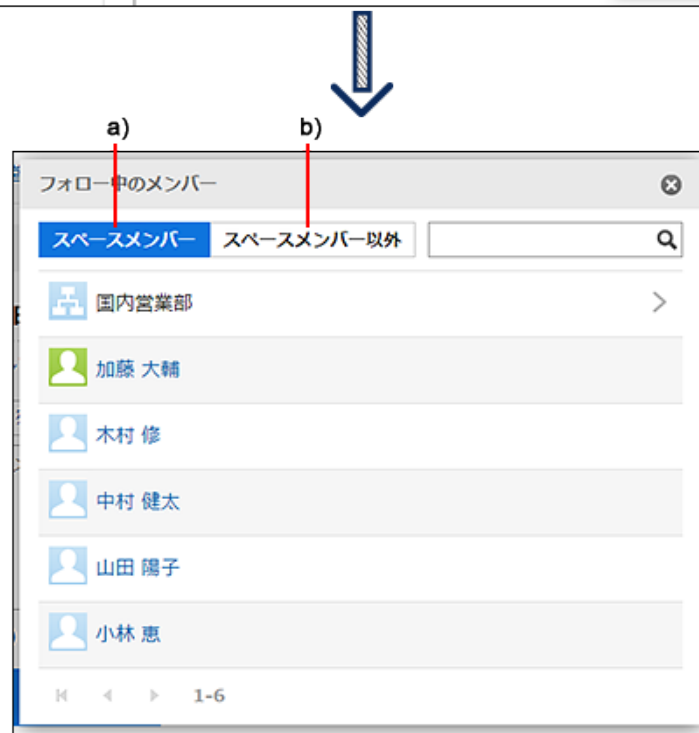 a) b)
フォロー中のメンバー
スペースメンバー スペースメンバー以外
国内営業部
加藤 大輔
木村 修
中村 健太
山田 陽子
小林 恵
1-6